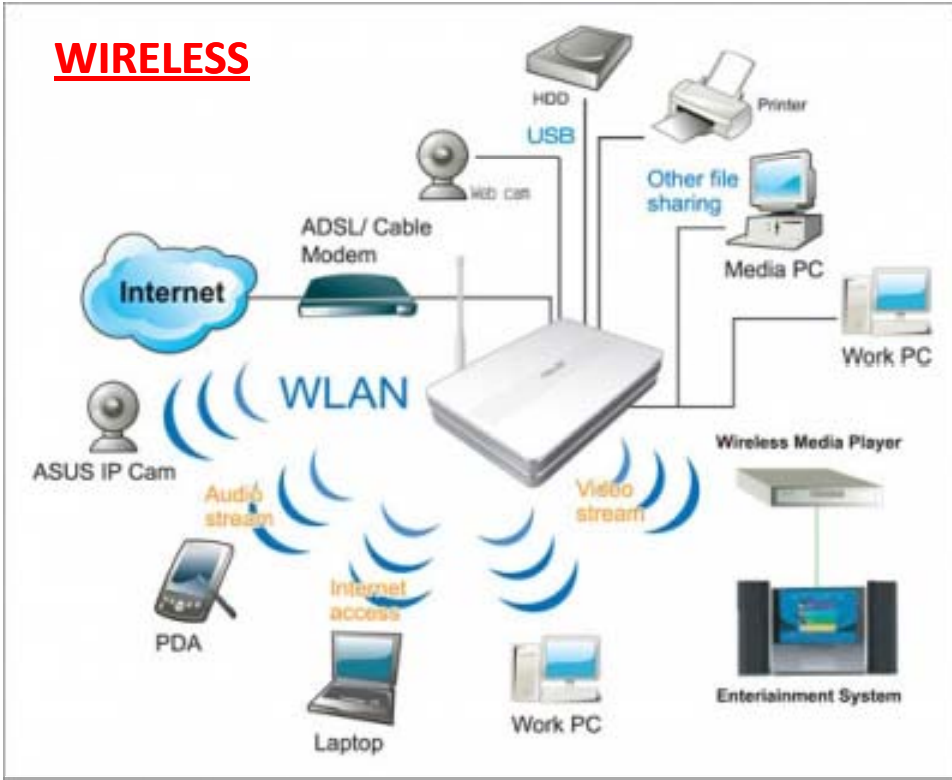 WIRELESS
HDD
USB
Printer
Web cam
Other file
sharing
ADSL/ Cable
Modem
Media PC
Internet
Work PC
WLAN
ASUS IP Cam
Wireless Media Player
Audio
stream
Video
stream
Internet
access
PDA
Laptop
Work PC
Enteriainment System